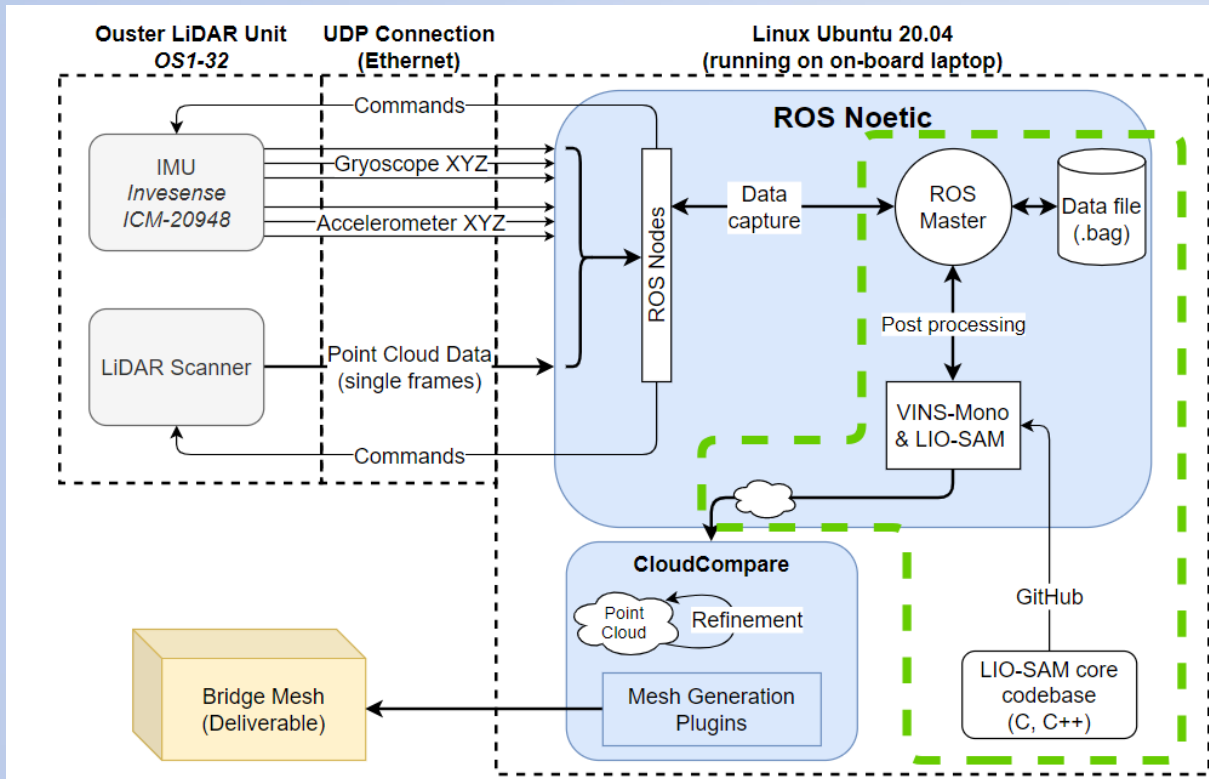 Ouster LiDAR Unit
OS1-32
UDP Connection
(Ethernet)
Linux Ubuntu 20.04
(running on on-board laptop)
Commands
ROS Noetic
IMU
Invesense
ICM-20948
Gryoscope XYZ
Accelerometer XYZ
ROS Nodes
Data
capture
ROS
Master
Data file
(.bag)
Post processing
LiDAR Scanner
Point Cloud Data
(single frames)
VINS-Mono
& LIO-SAM
Commands
CloudCompare
Point
Cloud
Refinement
GitHub
LIO-SAM core
codebase
(C, C++)
Mesh Generation
Plugins
Bridge Mesh
(Deliverable)